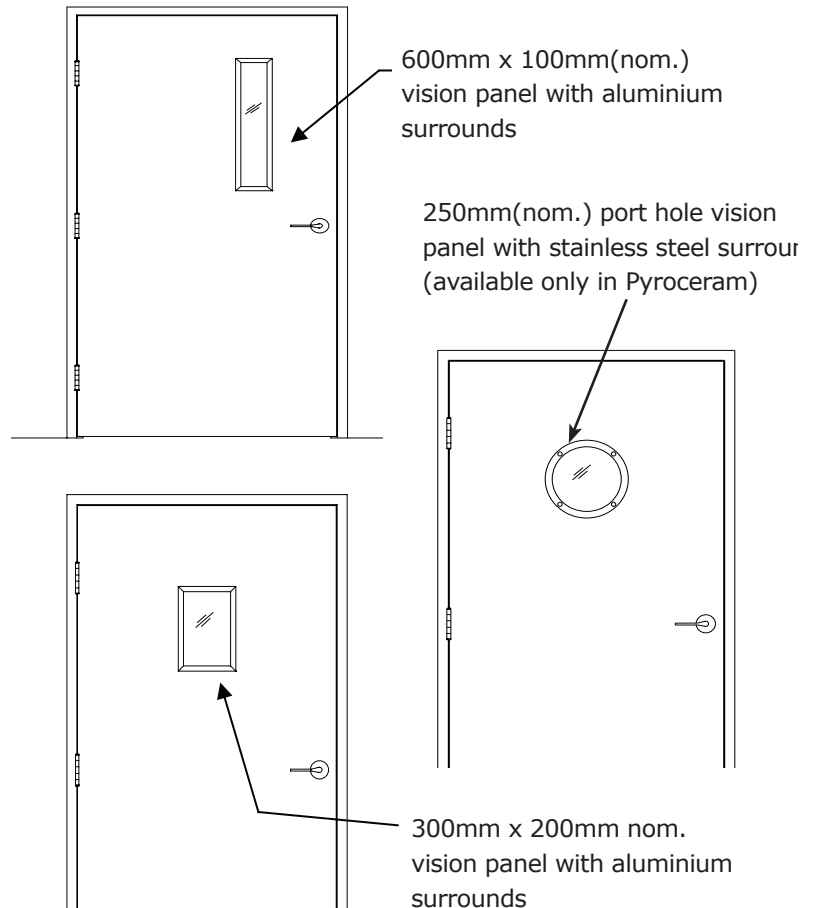 600mm x 100mm(nom.)
vision panel with aluminium
surrounds
250mm(nom.) port hole vision
panel with stainless steel
(available only in Pyroceram)
300mm x 200mm nom.
vision panel with aluminium
surrounds